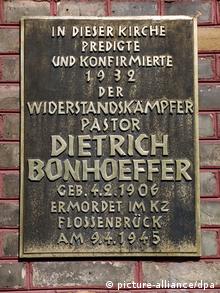 IN DIESER KIRCHE
PREDIGTE
UND KONFIRMIERTE
1932
DER
WIDERSTANDSKÄMPFER
PASTOR
DIETRICH
BONHOEFFER
GEB. 4.2.1906
ERMORDET IM KZ
FLOSSENBRÜCK
AM 9.4.1945
picture-alliance/dpa